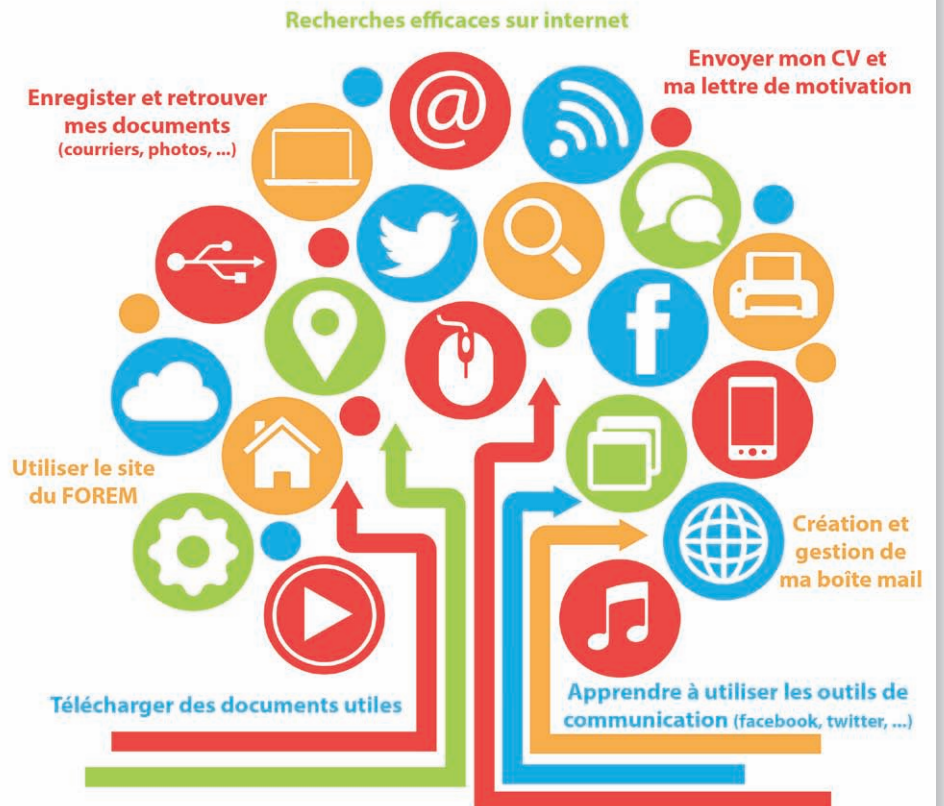 Recherches efficaces sur internet
Envoyer mon CV et
ma lettre de motivation
Enregister et retrouver
mes documents
(courriers, photos, ...)
Utiliser le site
du FOREM
Création et
gestion de
ma boîte mail
Télécharger des documents utiles
Apprendre à utiliser les outils de
communication (facebook, twitter, ...)